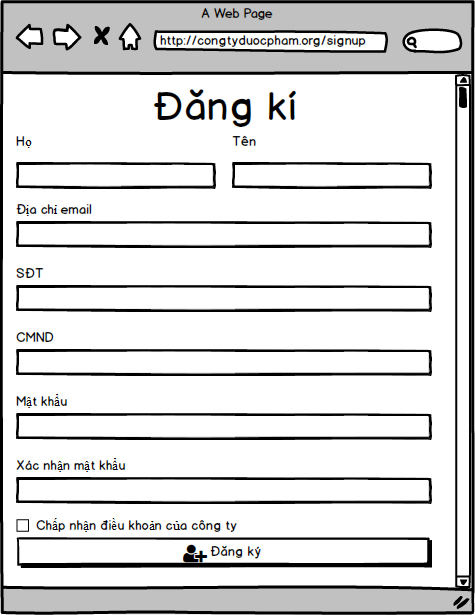 A Web Page
http://congtyduocpham.org/signup
Đăng kí
Họ Tên
Địa chỉ email
SĐT
CMND
Mật khẩu
Xác nhận mật khẩu
Chấp nhận điều khoản của công ty
Đăng ký